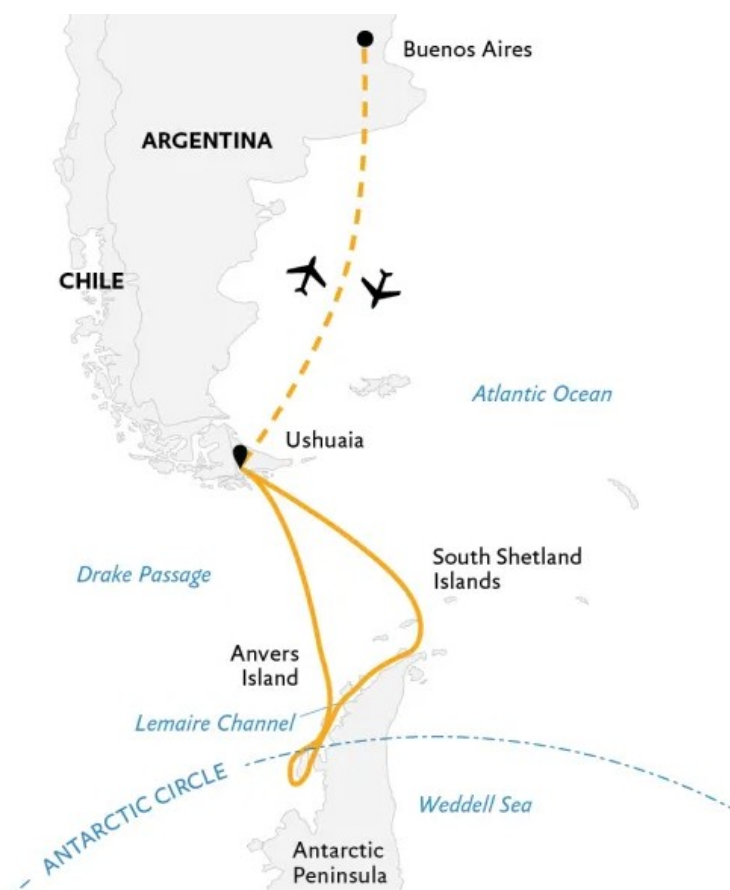 Buenos Aires
ARGENTINA
CHILE
Atlantic Ocean
Ushuaia
South Shetland
Islands
Drake Passage
Anvers
Island
Lemaire Channel
ANTARCTIC CIRCLE
Weddell Sea
Antarctic
Peninsula